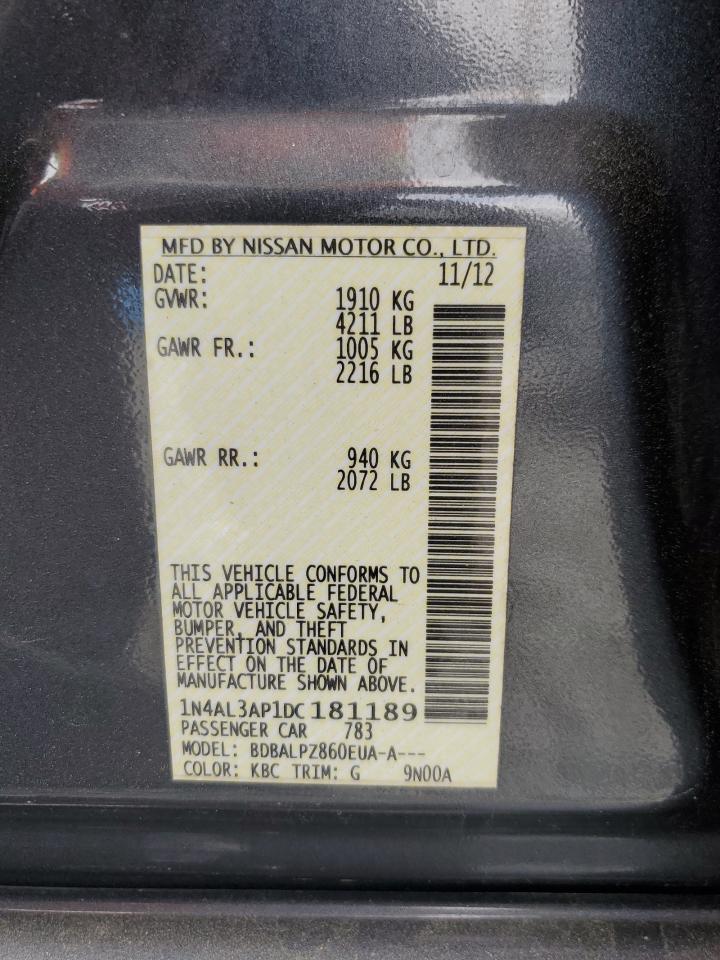 MFD BY NISSAN MOTOR CO., LTD.
DATE: 11/12
GVWR: 1910 KG
4211 LB
GAWR FR.: 1005 KG
2216 LB
GAWR RR.: 940 KG
2072 LB
THIS VEHICLE CONFORMS TO
ALL APPLICABLE FEDERAL
MOTOR VEHICLE SAFETY,
BUMPER, AND THEFT
PREVENTION STANDARDS IN
EFFECT ON THE DATE OF
MANUFACTURE SHOWN ABOVE.
1N4AL3AP1DC181189
PASSENGER CAR 783
MODEL: BDBALPZ860EUA-A---
COLOR: KBC TRIM: G 9N00A